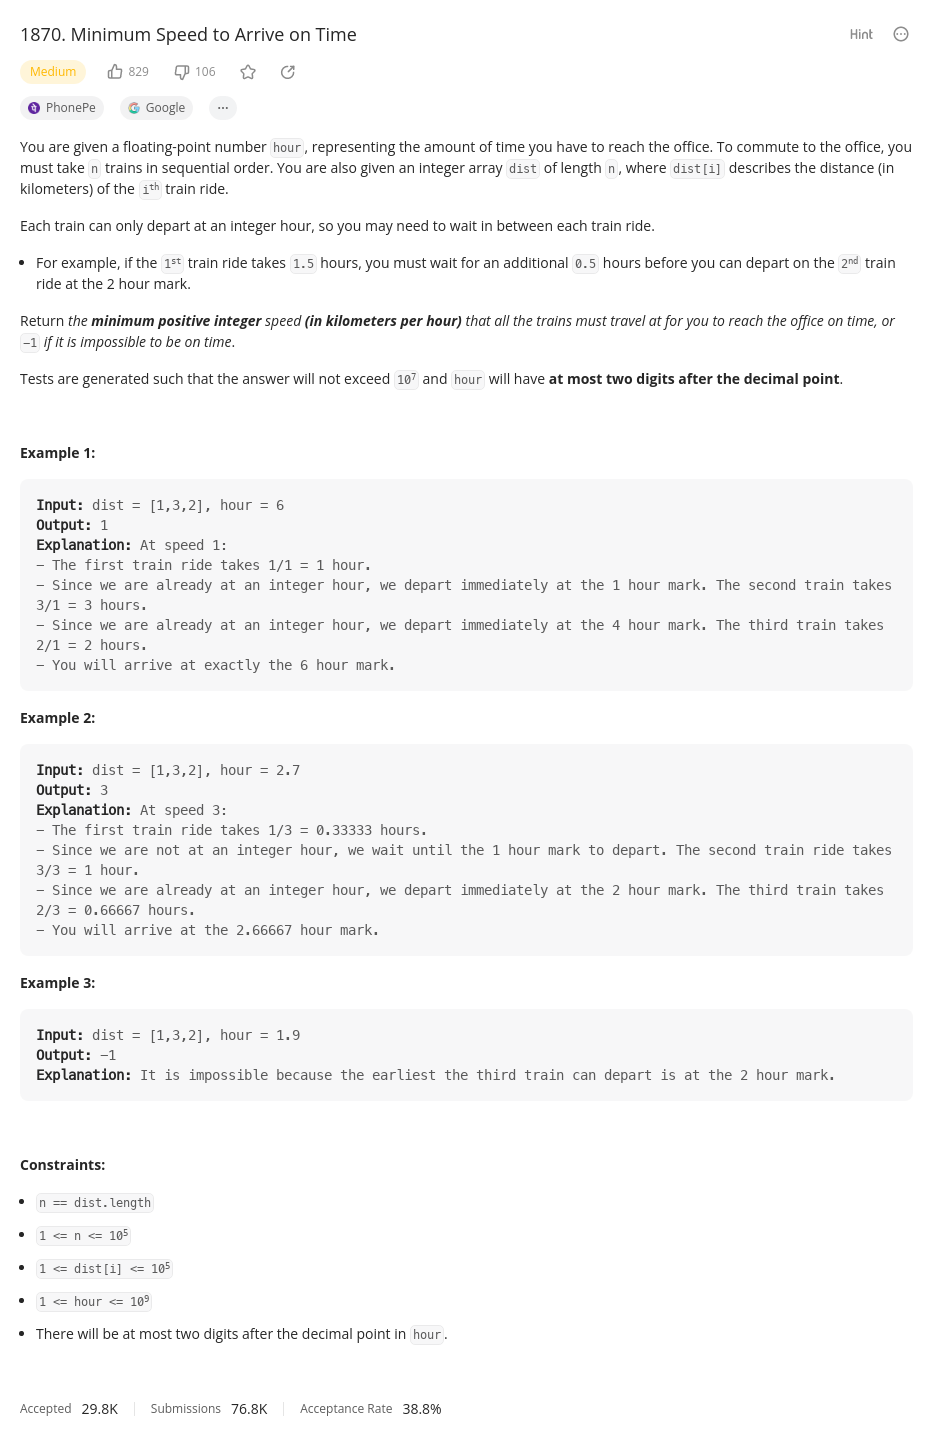 1870. Minimum Speed to Arrive on Time
Hint
Medium 829 106
PhonePe Google ...
You are given a floating-point number hour, representing the amount of time you have to reach the office. To commute to the office, you
must take n trains in sequential order. You are also given an integer array dist of length n, where dist[i] describes the distance (in
kilometers) of the iᵗʰ train ride.
Each train can only depart at an integer hour, so you may need to wait in between each train ride.
• For example, if the 1ˢᵗ train ride takes 1.5 hours, you must wait for an additional 0.5 hours before you can depart on the 2ⁿᵈ train
ride at the 2 hour mark.
Return the minimum positive integer speed (in kilometers per hour) that all the trains must travel at for you to reach the office on time, or
-1 if it is impossible to be on time.
Tests are generated such that the answer will not exceed 10⁷ and hour will have at most two digits after the decimal point.
Example 1:
Input: dist = [1,3,2], hour = 6
Output: 1
Explanation: At speed 1:
- The first train ride takes 1/1 = 1 hour.
- Since we are already at an integer hour, we depart immediately at the 1 hour mark. The second train takes
3/1 = 3 hours.
- Since we are already at an integer hour, we depart immediately at the 4 hour mark. The third train takes
2/1 = 2 hours.
- You will arrive at exactly the 6 hour mark.
Example 2:
Input: dist = [1,3,2], hour = 2.7
Output: 3
Explanation: At speed 3:
- The first train ride takes 1/3 = 0.33333 hours.
- Since we are not at an integer hour, we wait until the 1 hour mark to depart. The second train ride takes
3/3 = 1 hour.
- Since we are already at an integer hour, we depart immediately at the 2 hour mark. The third train takes
2/3 = 0.66667 hours.
- You will arrive at the 2.66667 hour mark.
Example 3:
Input: dist = [1,3,2], hour = 1.9
Output: -1
Explanation: It is impossible because the earliest the third train can depart is at the 2 hour mark.
Constraints:
• n == dist.length
• 1 <= n <= 10⁵
• 1 <= dist[i] <= 10⁵
• 1 <= hour <= 10⁹
• There will be at most two digits after the decimal point in hour.
Accepted 29.8K Submissions 76.8K Acceptance Rate 38.8%